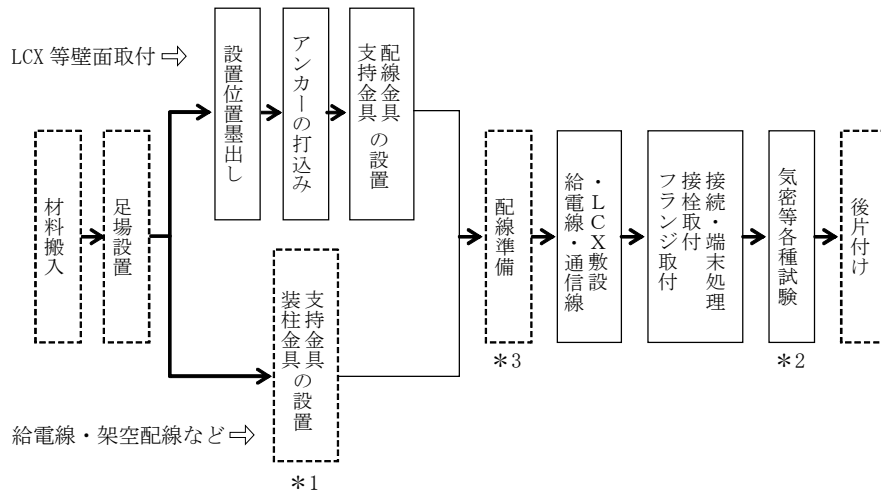 LCX 等壁面取付
設置位置墨出し
アンカーの打込み
配線金具
支持金具
の設置
材料搬入
足場設置
支持金具
装柱金具
の設置
給電線・架空配線など
*1
配線準備
*3
・LCX敷設
給電線・通信線
接続・端末処理
接栓取付
フランジ取付
気密等各種試験
*2
後片付け